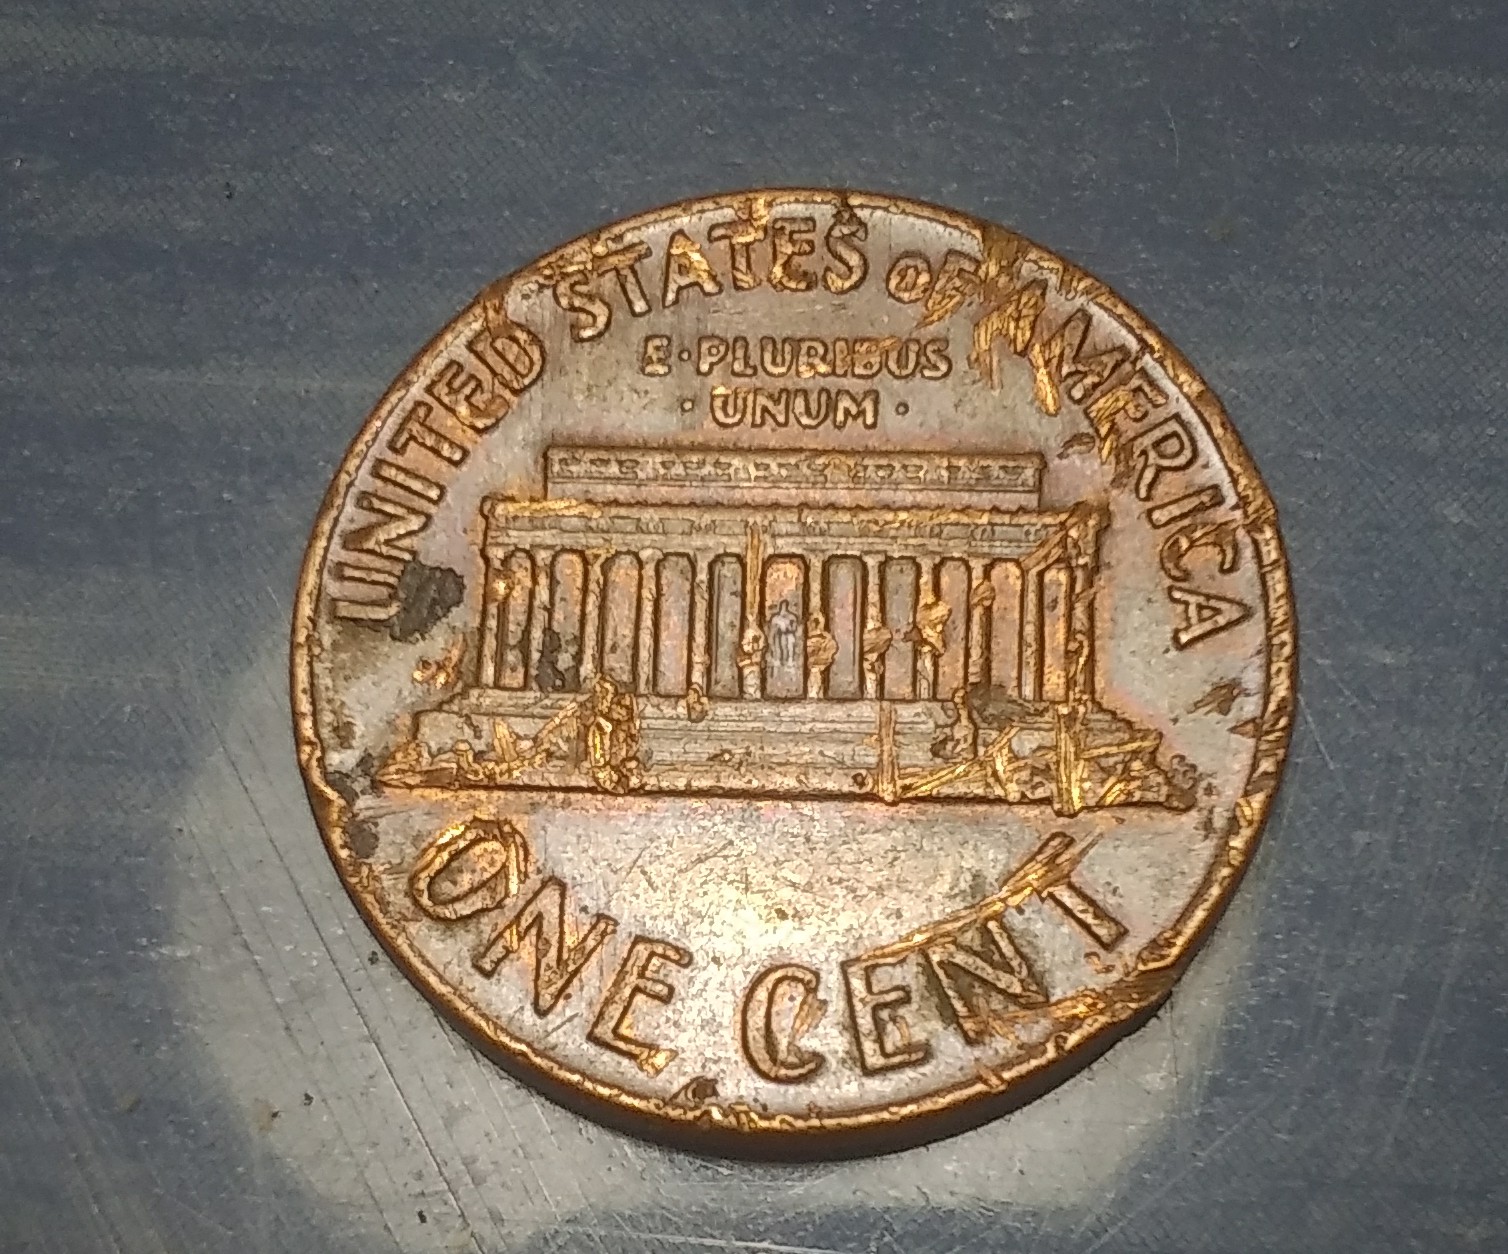 UNITED STATES OF AMERICA
E·PLURIBUS
·UNUM·
ONE CENT